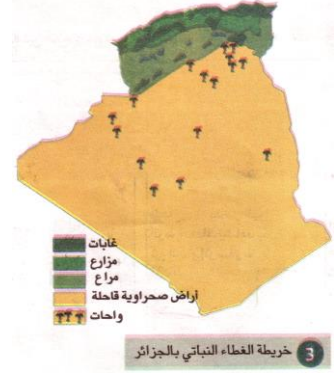 غابات
مزارع
مراع
أراض صحراوية قاحلة
واحات
3 خريطة الغطاء النباتي بالجزائر